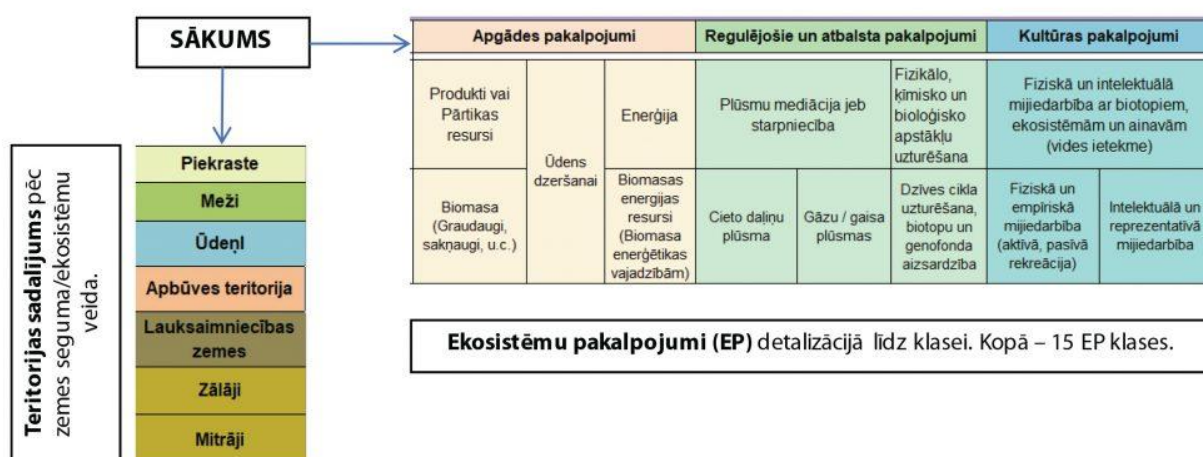 SĀKUMS
Apgādes pakalpojumi
Regulējošie un atbalsta pakalpojumi
Kultūras pakalpojumi
Produkti vai
Pārtikas
resursi
Ūdens
dzeršanai
Enerģija
Plūsmu mediācija jeb
starpniecība
Fizikālo,
ķīmisko un
bioloģisko
apstākļu
uzturēšana
Fiziskā un intelektuālā
mijiedarbība ar biotopiem,
ekosistēmām un ainavām
(vides ietekme)
Biomasa
(Graudaugi,
sakņaugi, u.c.)
Biomasas
energijas
resursi
(Biomasa
enerģētikas
vajadzībām)
Cieto daļiņu
plūsma
Gāzu / gaisa
plūsmas
Dzīves cikla
uzturēšana,
biotopu un
genofonda
aizsardzība
Fiziskā un
empīriskā
mijiedarbība
(aktīvā, pasīvā
rekreācija)
Intelektuālā un
reprezentatīvā
mijiedarbība
Teritorijas sadalījums pēc
zemes seguma/ekosistēmu
veida.
Piekraste
Meži
Ūdeņl
Apbūves teritorija
Lauksaimniecības
zemes
Zālāji
Mitrāji
Ekosistēmu pakalpojumi (EP) detalizācijā līdz klasei. Kopā – 15 EP klases.